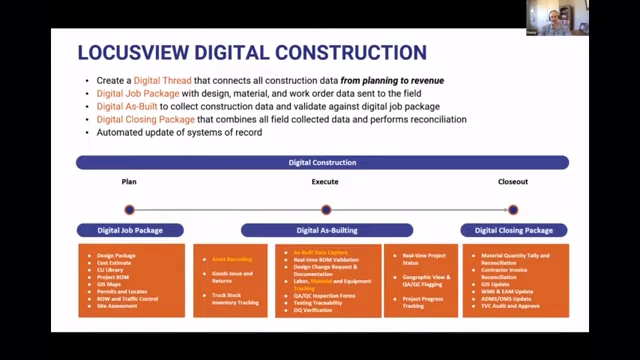 LOCUSVIEW DIGITAL CONSTRUCTION
• Create a Digital Thread that connects all construction data from planning to revenue
• Digital Job Package with design, material, and work order data sent to the field
• Digital As-Built to collect construction data and validate against digital job package
• Digital Closing Package that combines all field collected data and performs reconciliation
• Automated update of systems of record
Digital Construction
Plan
Execute
Closeout
Digital Job Package
Digital As-Builting
Digital Closing Package
• Design Package
• Cost Estimate
• CU Library
• Project BOM
• GIS Maps
• Permits and Locates
• ROW and Traffic Control
• Site Assessment
• Asset Barcoding
• Goods Issue and
Returns
• Truck Stock
Inventory Tracking
• As-Built Data Capture
• Real-time BOM Validation
• Design Change Request &
Documentation
• Labor, Material and Equipment
Tracking
• QA/QC Inspection Forms
• Testing Traceability
• OQ Verification
• Real-time Project
Status
• Geographic View &
QA/QC Flagging
• Project Progress
Tracking
• Material Quantity Tally and
Reconciliation
• Contractor Invoice
Reconciliation
• GIS Update
• WMS & EAM Update
• ADMS/OMS Update
• TVC Audit and Approve